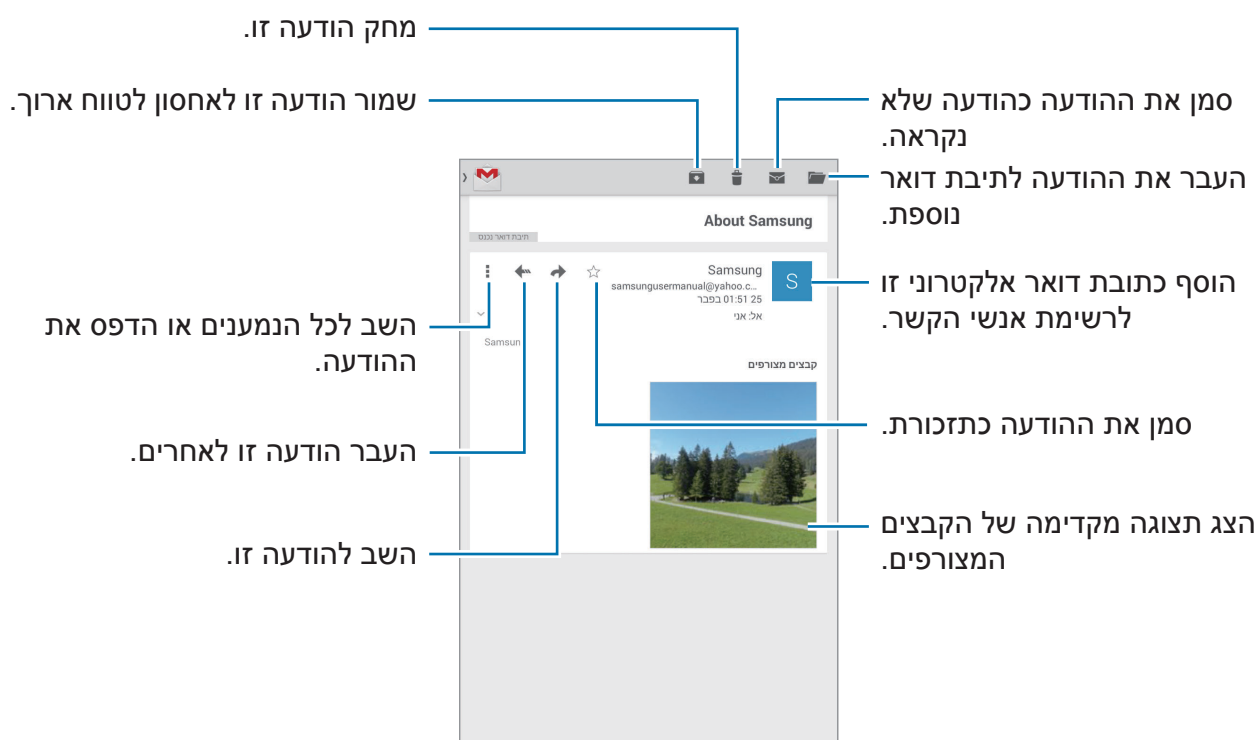 מחק הודעה זו.
שמור הודעה זו לאחסון לטווח ארוך.
סמן את ההודעה כהודעה שלא
נקראה.
העבר את ההודעה לתיבת דואר
נוספת.
About Samsung
תיבת דואר נכנס
S
Samsung
samsungusermanual@yahoo.c...
25 בפבר 01:51
אל: אני
Samsun
הוסף כתובת דואר אלקטרוני זו
לרשימת אנשי הקשר.
השב לכל הנמענים או הדפס את
ההודעה.
קבצים מצורפים
סמן את ההודעה כתזכורת.
העבר הודעה זו לאחרים.
הצג תצוגה מקדימה של הקבצים
המצורפים.
השב להודעה זו.